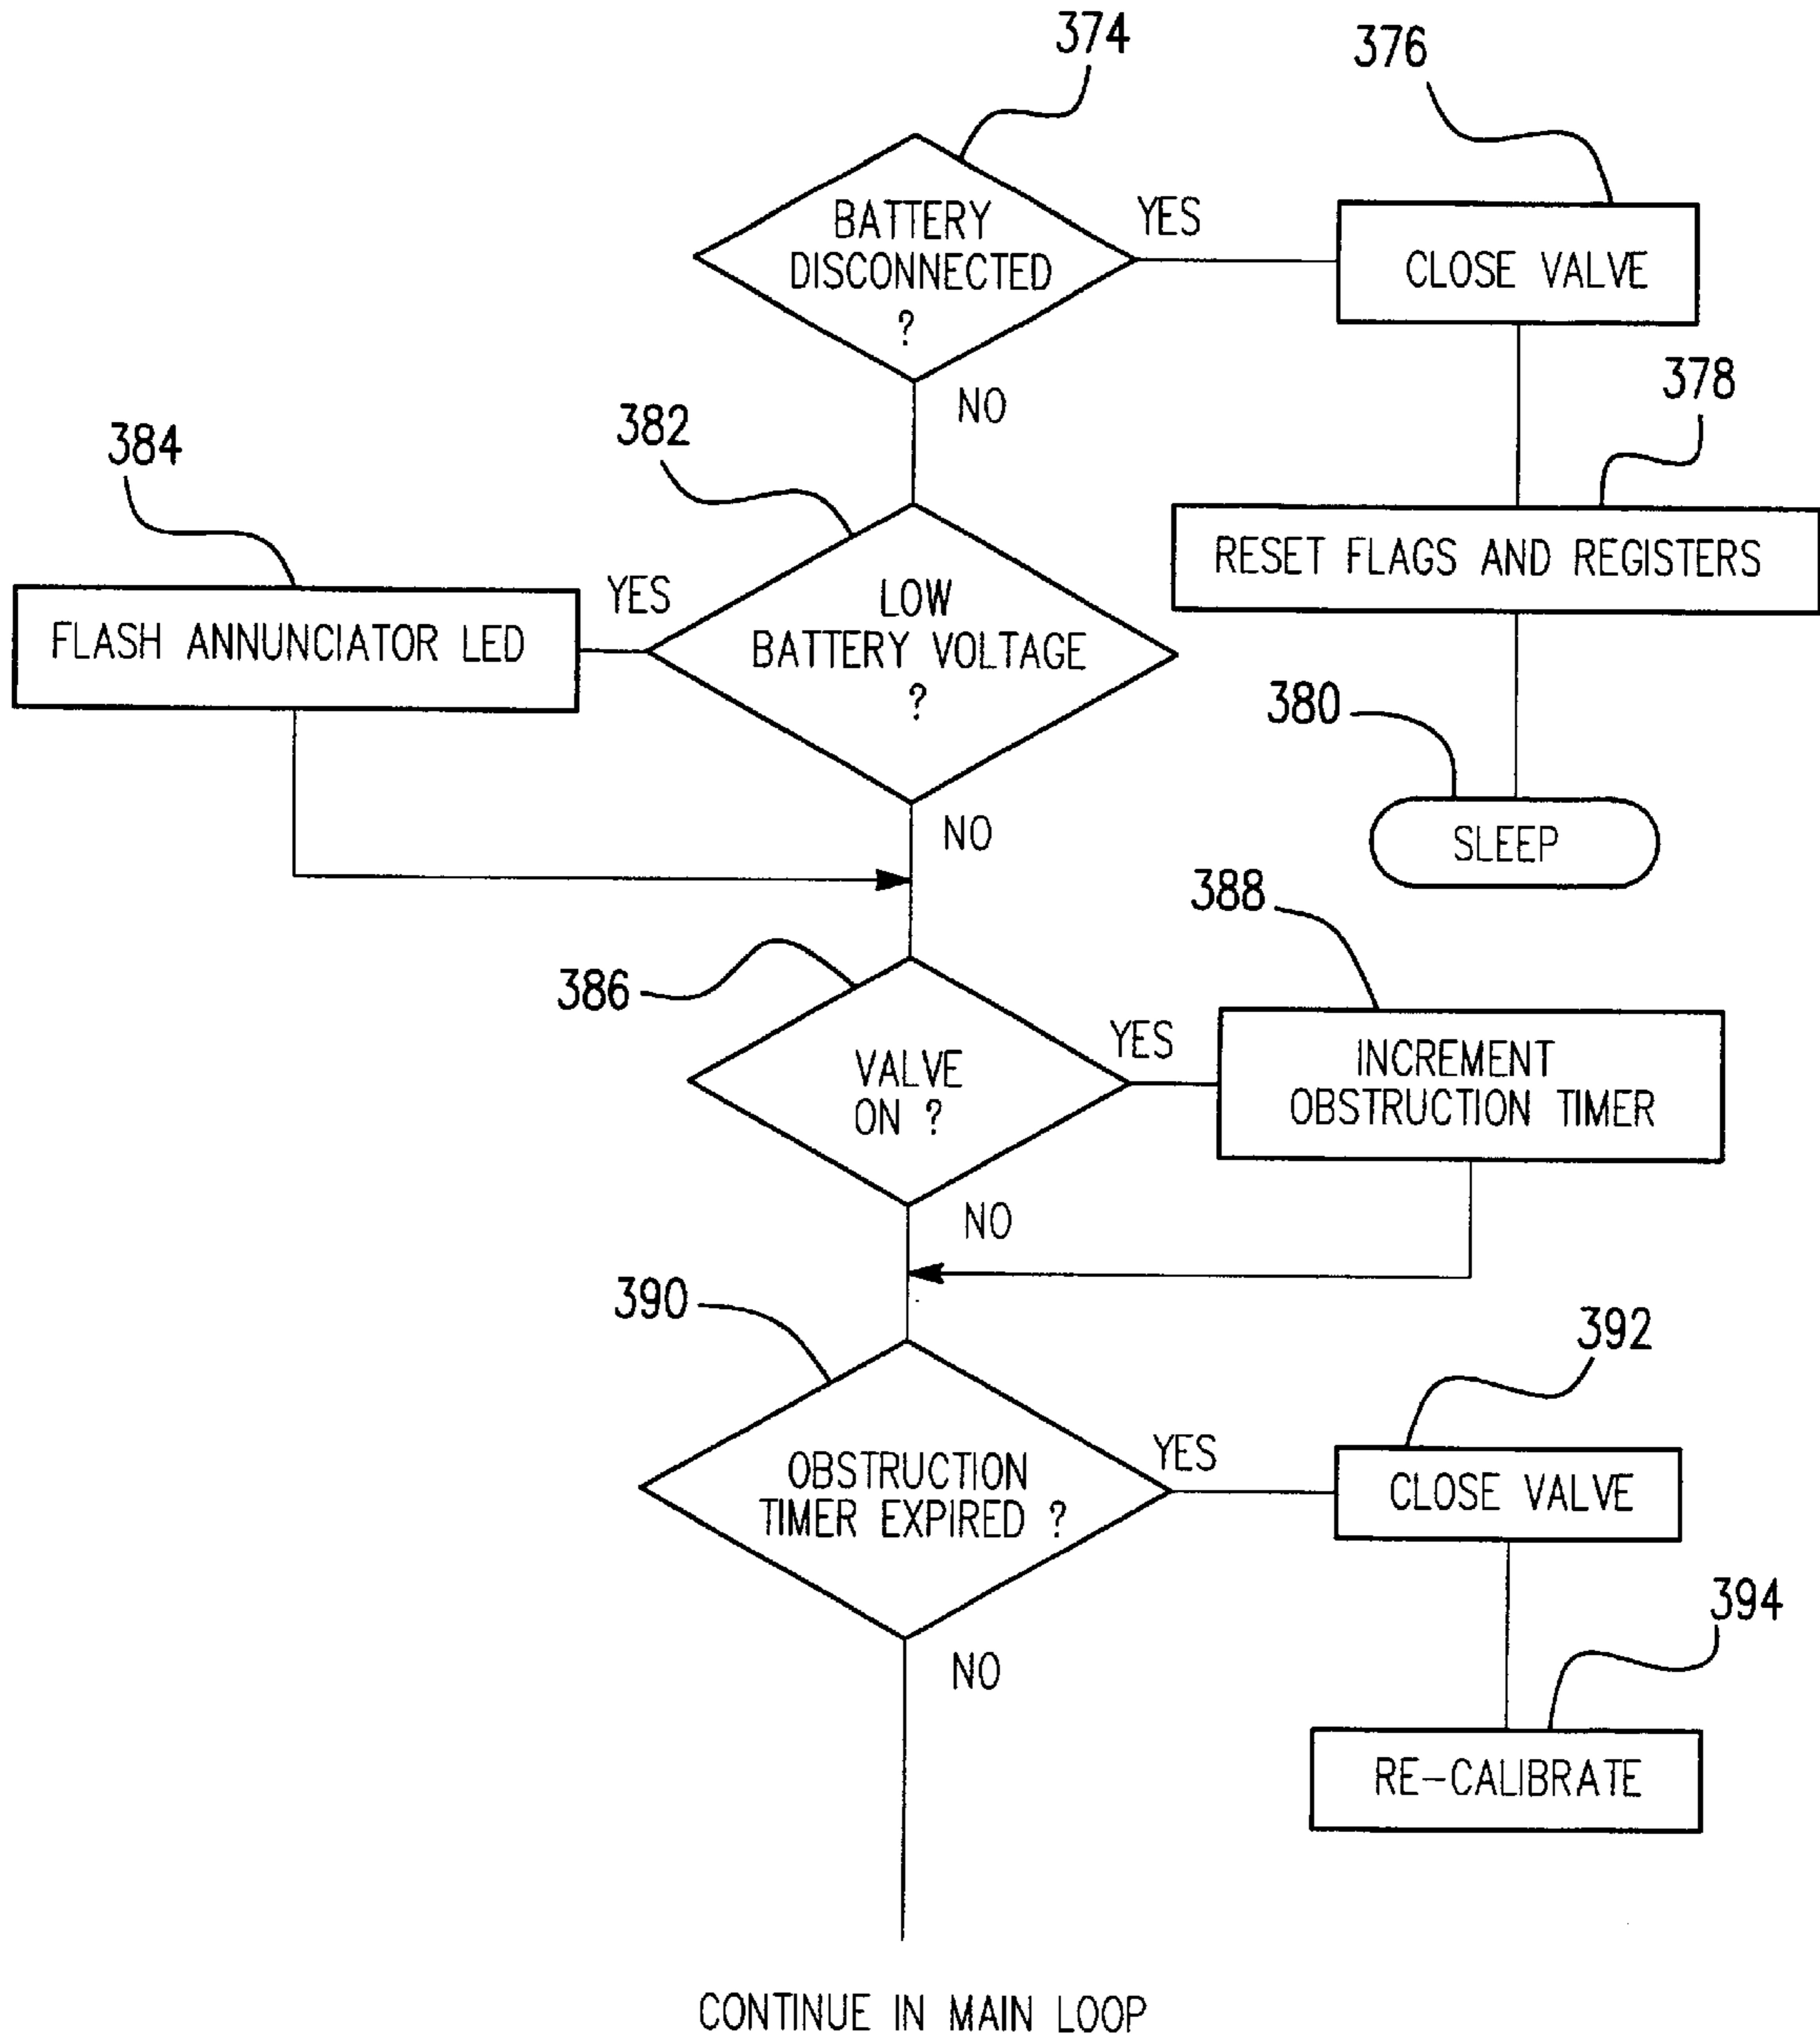 374
376
BATTERY
DISCONNECTED
?
YES
CLOSE VALVE
NO
378
382
384
RESET FLAGS AND REGISTERS
YES
LOW
BATTERY VOLTAGE
?
FLASH ANNUNCIATOR LED
380
NO
SLEEP
388
386
VALVE
ON ?
YES
INCREMENT
OBSTRUCTION TIMER
NO
390
392
OBSTRUCTION
TIMER EXPIRED ?
YES
CLOSE VALVE
394
NO
RE-CALIBRATE
CONTINUE IN MAIN LOOP